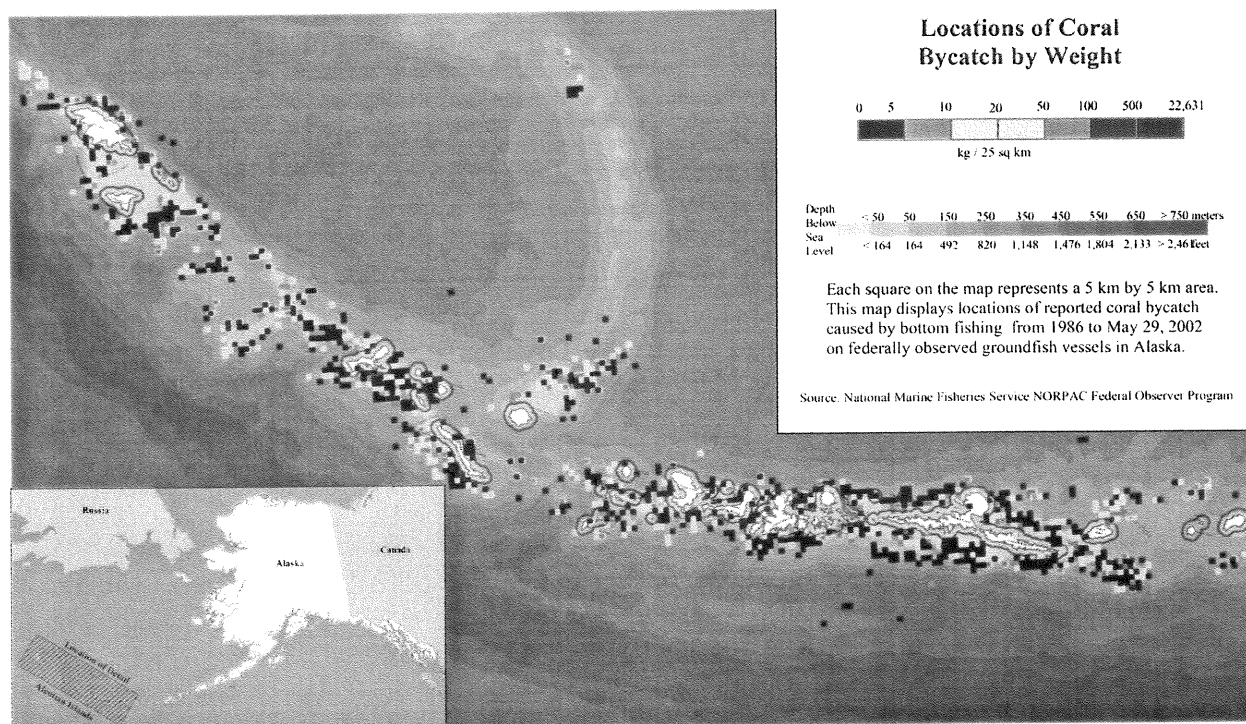 Locations of Coral
Bycatch by Weight
0 5 10 20 50 100 500 22,631
kg / 25 sq km
Depth
Below
Sea
Level
< 50 50 150 250 350 450 550 650 > 750 meters
< 164 164 492 820 1,148 1,476 1,804 2,133 > 2,461 feet
Each square on the map represents a 5 km by 5 km area.
This map displays locations of reported coral bycatch
caused by bottom fishing from 1986 to May 29, 2002
on federally observed groundfish vessels in Alaska.
Source. National Marine Fisheries Service NORPAC Federal Observer Program
Russia
Canada
Alaska
Location of Detail
Aleutian Islands